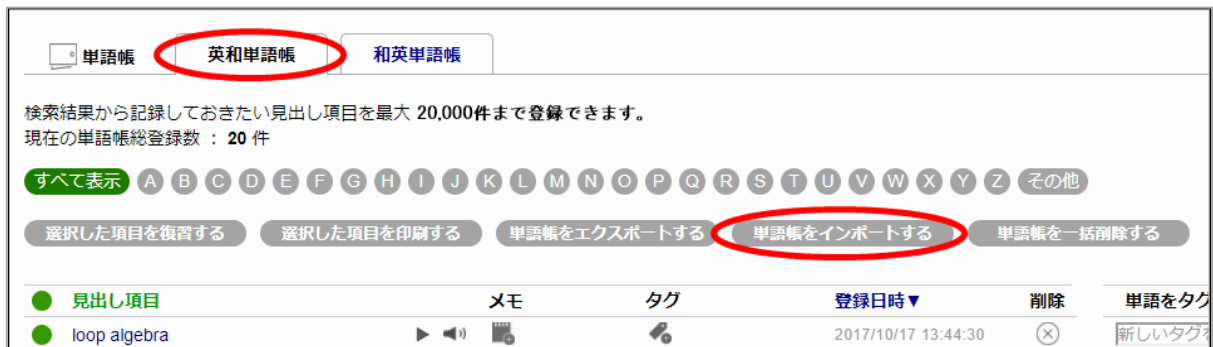 単語帳 英和単語帳 和英単語帳
検索結果から記録しておきたい見出し項目を最大 20,000件まで登録できます。
現在の単語帳総登録数 : 20 件
すべて表示 A B C D E F G H I J K L M N O P Q R S T U V W X Y Z その他
選択した項目を復習する 選択した項目を印刷する 単語帳をエクスポートする 単語帳をインポートする 単語帳を一括削除する
見出し項目 メモ タグ 登録日時▼ 削除 単語をタグ
loop algebra 2017/10/17 13:44:30 新しいタグを